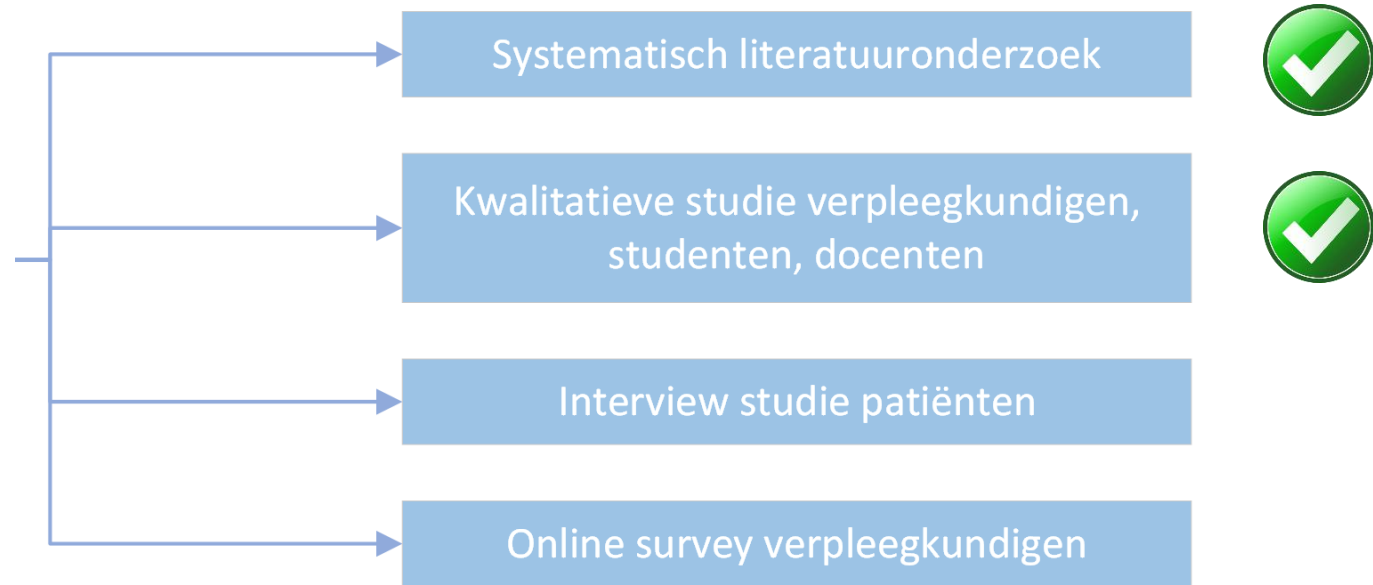 Systematisch literatuuronderzoek
Kwalitatieve studie verpleegkundigen,
studenten, docenten
Interview studie patiënten
Online survey verpleegkundigen